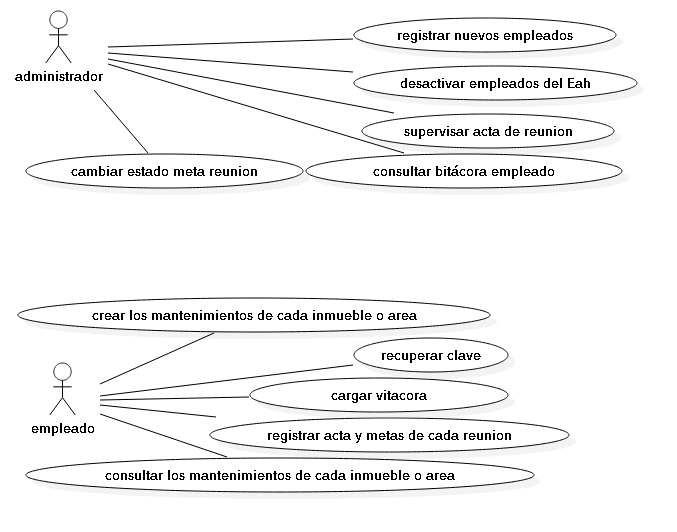 registrar nuevos empleados
administrador
desactivar empleados del Eah
supervisar acta de reunion
cambiar estado meta reunion
consultar bitácora empleado
crear los mantenimientos de cada inmueble o area
recuperar clave
cargar vitacora
empleado
registrar acta y metas de cada reunion
consultar los mantenimientos de cada inmueble o area